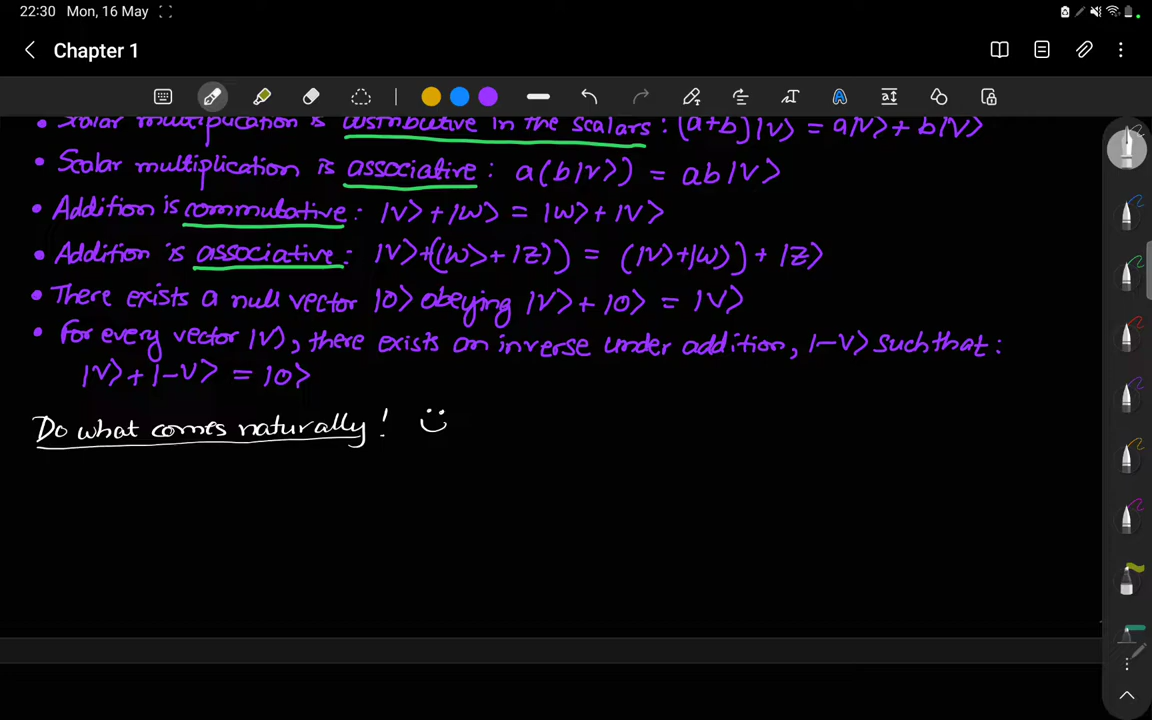 22:30 Mon, 16 May
Chapter 1
• Scalar multiplication is distributive in the scalars : (a+b)|V> = a|V> + b|V>
• Scalar multiplication is associative : a(b|V>) = ab|V>
• Addition is commutative : |V> + |W> = |W> + |V>
• Addition is associative : |V>+(|W> + |Z>) = (|V>+|W>) + |Z>
• There exists a null vector |0> obeying |V> + |0> = |V>
• For every vector |V>, there exists an inverse under addition, |-V> such that :
|V> + |-V> = |0>
Do what comes naturally !